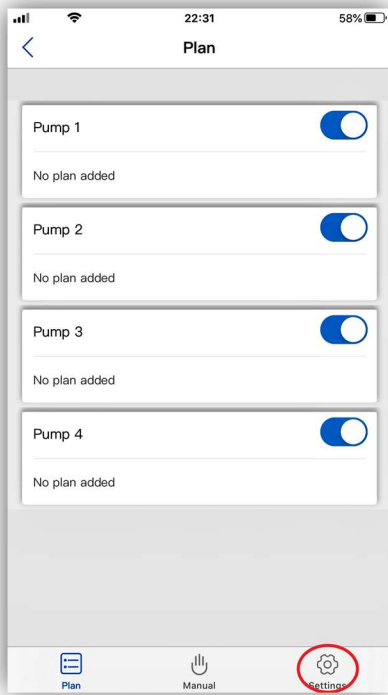 22:31
58%
Plan
Pump 1
No plan added
Pump 2
No plan added
Pump 3
No plan added
Pump 4
No plan added
Plan Manual Settings